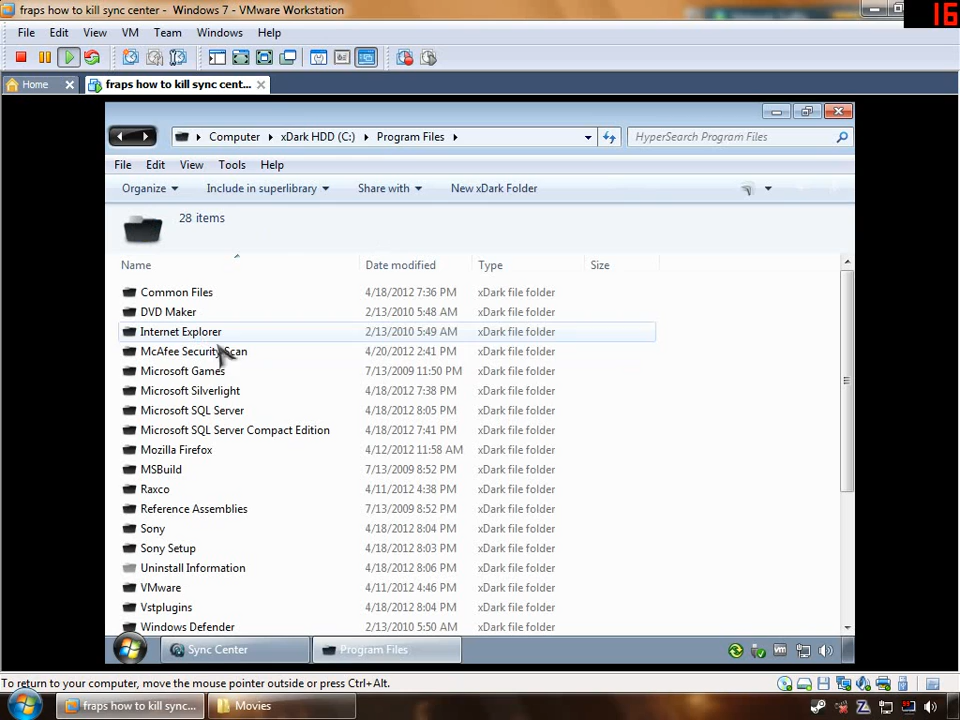 fraps how to kill sync center - Windows 7 - VMware Workstation
16
File Edit View VM Team Windows Help
Home
fraps how to kill sync cent...
Computer xDark HDD (C:) Program Files
HyperSearch Program Files
File Edit View Tools Help
Organize Include in superlibrary Share with New xDark Folder
28 items
Name Date modified Type Size
Common Files 4/18/2012 7:36 PM xDark file folder
DVD Maker 2/13/2010 5:48 AM xDark file folder
Internet Explorer 2/13/2010 5:49 AM xDark file folder
McAfee Security Scan 4/20/2012 2:41 PM xDark file folder
Microsoft Games 7/13/2009 11:50 PM xDark file folder
Microsoft Silverlight 4/18/2012 7:38 PM xDark file folder
Microsoft SQL Server 4/18/2012 8:05 PM xDark file folder
Microsoft SQL Server Compact Edition 4/18/2012 7:41 PM xDark file folder
Mozilla Firefox 4/12/2012 11:58 AM xDark file folder
MSBuild 7/13/2009 8:52 PM xDark file folder
Raxco 4/11/2012 4:38 PM xDark file folder
Reference Assemblies 7/13/2009 8:52 PM xDark file folder
Sony 4/18/2012 8:04 PM xDark file folder
Sony Setup 4/18/2012 8:03 PM xDark file folder
Uninstall Information 4/18/2012 8:06 PM xDark file folder
VMware 4/11/2012 4:46 PM xDark file folder
Vstplugins 4/18/2012 8:04 PM xDark file folder
Windows Defender 2/13/2010 5:50 AM xDark file folder
Sync Center Program Files
To return to your computer, move the mouse pointer outside or press Ctrl+Alt.
fraps how to kill sync... Movies